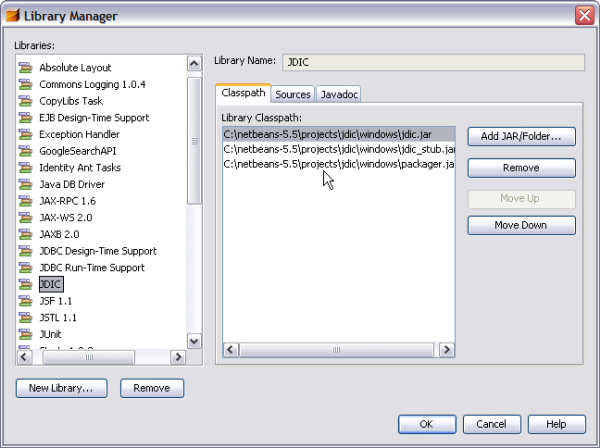 Library Manager
Libraries:
Absolute Layout
Commons Logging 1.0.4
CopyLibs Task
EJB Design-Time Support
Exception Handler
GoogleSearchAPI
Identity Ant Tasks
Java DB Driver
JAX-RPC 1.6
JAX-WS 2.0
JAXB 2.0
JDBC Design-Time Support
JDBC Run-Time Support
JDIC
JSF 1.1
JSTL 1.1
JUnit
New Library...
Remove
Library Name: JDIC
Classpath Sources Javadoc
Library Classpath:
C:\netbeans-5.5\projects\jdic\windows\jdic.jar
C:\netbeans-5.5\projects\jdic\windows\jdic_stub.jar
C:\netbeans-5.5\projects\jdic\windows\packager.ja
Add JAR/Folder...
Remove
Move Up
Move Down
OK
Cancel
Help